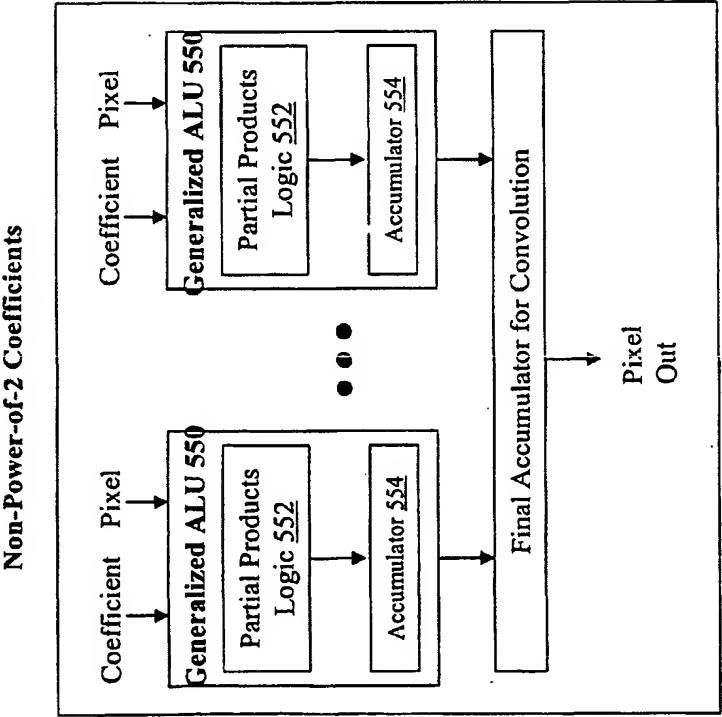 Non-Power-of-2 Coefficients
Coefficient Pixel
Generalized ALU 550
Partial Products
Logic 552
Accumulator 554
Coefficient Pixel
Generalized ALU 550
Partial Products
Logic 552
Accumulator 554
Final Accumulator for Convolution
Pixel
Out